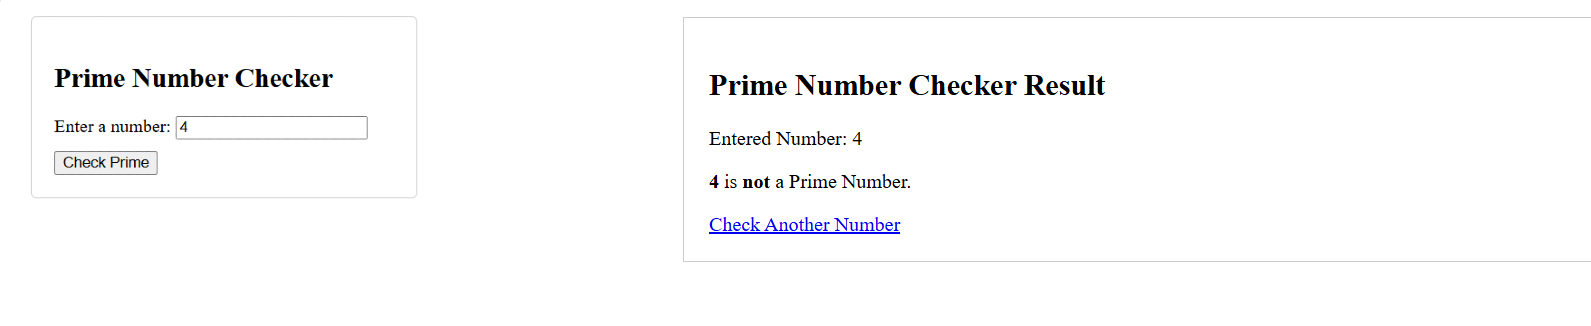 Prime Number Checker
Enter a number: 4
Check Prime
Prime Number Checker Result
Entered Number: 4
4 is not a Prime Number.
Check Another Number